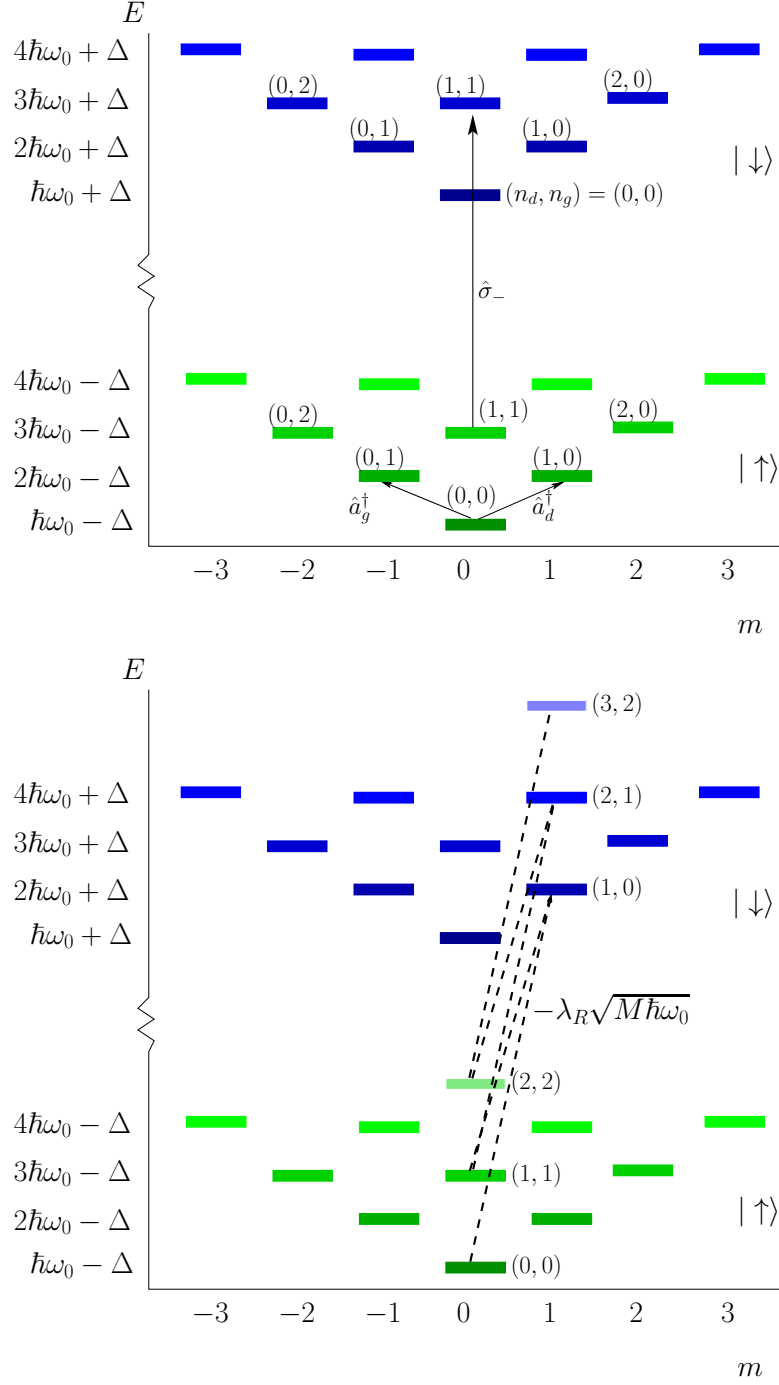 E
4ħω₀ + Δ
(0, 2) (1, 1) (2, 0)
3ħω₀ + Δ
(0, 1) (1, 0)
2ħω₀ + Δ | ↓⟩
ħω₀ + Δ (n_d, n_g) = (0, 0)
σ̂₋
4ħω₀ − Δ
(0, 2) (1, 1) (2, 0)
3ħω₀ − Δ
(0, 1) (1, 0)
2ħω₀ − Δ | ↑⟩
(0, 0)
â_g^† â_d^†
ħω₀ − Δ
−3 −2 −1 0 1 2 3
m
E
(3, 2)
4ħω₀ + Δ (2, 1)
3ħω₀ + Δ
(1, 0) | ↓⟩
2ħω₀ + Δ
ħω₀ + Δ
−λ_R√(Mħω₀)
(2, 2)
4ħω₀ − Δ
3ħω₀ − Δ (1, 1)
2ħω₀ − Δ | ↑⟩
ħω₀ − Δ (0, 0)
−3 −2 −1 0 1 2 3
m